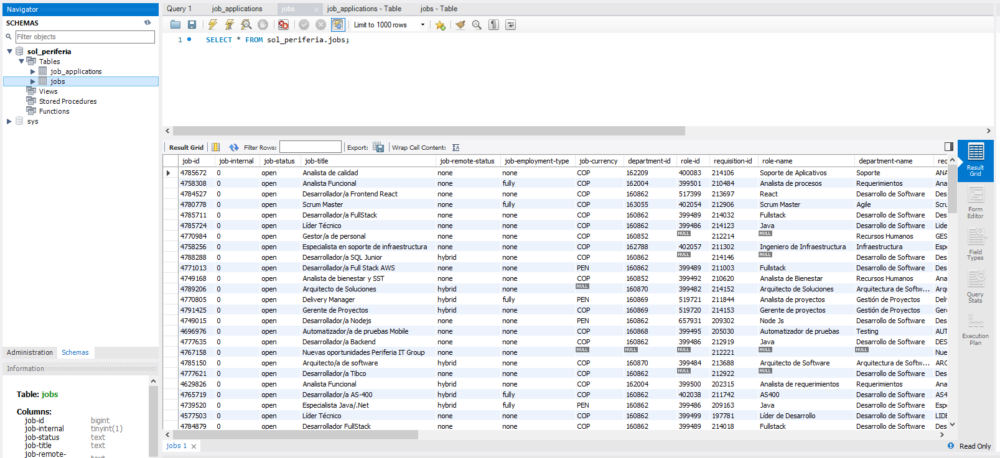 Navigator
SCHEMAS
Filter objects
sol_periferia
Tables
job_applications
jobs
Views
Stored Procedures
Functions
sys
Administration Schemas
Information
Table: jobs
Columns:
job-id bigint
job-internal tinyint(1)
job-status text
job-title text
job-remote- text
Query 1 job_applications jobs job_applications - Table jobs - Table
Limit to 1000 rows
1 SELECT * FROM sol_periferia.jobs;
Result Grid Filter Rows: Export: Wrap Cell Content:
job-id job-internal job-status job-title job-remote-status job-employment-type job-currency department-id role-id requisition-id role-name department-name rec
4785672 0 open Analista de calidad none none COP 162209 400083 214106 Soporte de Aplicativos Soporte ANA
4758308 0 open Analista Funcional none fully COP 162004 399501 210484 Analista de procesos Requerimientos Ana
4784527 0 open Desarrollador/a Frontend React none none COP 160862 517399 213697 React Desarrollo de Software Des
4780778 0 open Scrum Master none fully COP 163055 402054 212906 Scrum Master Agile Scru
4785711 0 open Desarrollador/a FullStack none none COP 160862 399489 214032 Fullstack Desarrollo de Software Des
4785724 0 open Líder Técnico none none COP 160862 399486 214123 Java Desarrollo de Software Lide
4770984 0 open Gestor/a de personal none none COP 160852 NULL 212214 NULL Recursos Humanos GES
4758256 0 open Especialista en soporte de infraestructura none none COP 162788 402057 211302 Ingeniero de Infraestructura Infraestructura Espe
4788288 0 open Desarrollador/a SQL Junior hybrid none COP 160862 NULL 214146 NULL Desarrollo de Software Des
4771013 0 open Desarrollador/a Full Stack AWS none none PEN 160862 399489 211003 Fullstack Desarrollo de Software Des
4749168 0 open Analista de bienestar y SST none none COP 160852 399492 210620 Analista de Bienestar Recursos Humanos Ana
4789206 0 open Arquitecto de Soluciones hybrid none NULL 160870 399482 214152 Arquitecto de Soluciones Arquitectura de Softw... Arqu
4770805 0 open Delivery Manager hybrid fully PEN 160869 519721 211844 Analista de proyectos Gestión de Proyectos Deliv
4791425 0 open Gerente de Proyectos hybrid none COP 160869 519720 214153 Gerente de proyectos Gestión de Proyectos Gere
4749015 0 open Desarrollador/a Nodejs none none PEN 160862 657931 209302 Node Js Desarrollo de Software Des
4696976 0 open Automatizador/a de pruebas Mobile none none COP 160868 399495 205030 Automatizador de pruebas Testing AUT
4777635 0 open Desarrollador/a Backend none none COP 160862 399486 212919 Java Desarrollo de Software DES
4767158 0 open Nuevas oportunidades Periferia IT Group none none NULL NULL NULL 212221 NULL NULL Nue
4785150 0 open Arquitecto/a de software hybrid none COP 160870 399484 213688 Arquitecto de Software Arquitectura de Softw... ARC
4777621 0 open Desarrollador/a Tibco none none COP 160862 NULL 212922 NULL Desarrollo de Software Des
4629826 0 open Analista Funcional hybrid none COP 162004 399500 202315 Analista de requerimientos Requerimientos Ana
4765719 0 open Desarrollador/a AS-400 hybrid fully COP 160862 402038 211742 AS400 Desarrollo de Software AS4
4739520 0 open Especialista Java/.Net hybrid fully PEN 160862 399486 209163 Java Desarrollo de Software Espe
4577503 0 open Líder Técnico none none COP 160862 399499 197781 Líder de Desarrollo Desarrollo de Software LIDE
4784879 0 open Desarrollador FullStack none none COP 160862 399489 214018 Fullstack Desarrollo de Software Des
jobs 1
Read Only
Result
Grid
Form
Editor
Field
Types
Query
Stats
Execution
Plan